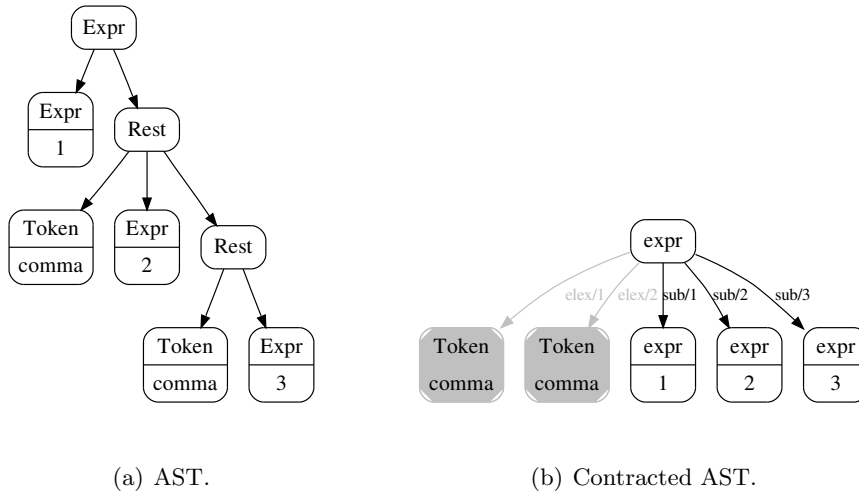 Expr
Expr
1
Rest
Token
comma
Expr
2
Rest
Token
comma
Expr
3
(a) AST.
expr
elex/1 elex/2 sub/1 sub/2 sub/3
Token
comma
Token
comma
expr
1
expr
2
expr
3
(b) Contracted AST.